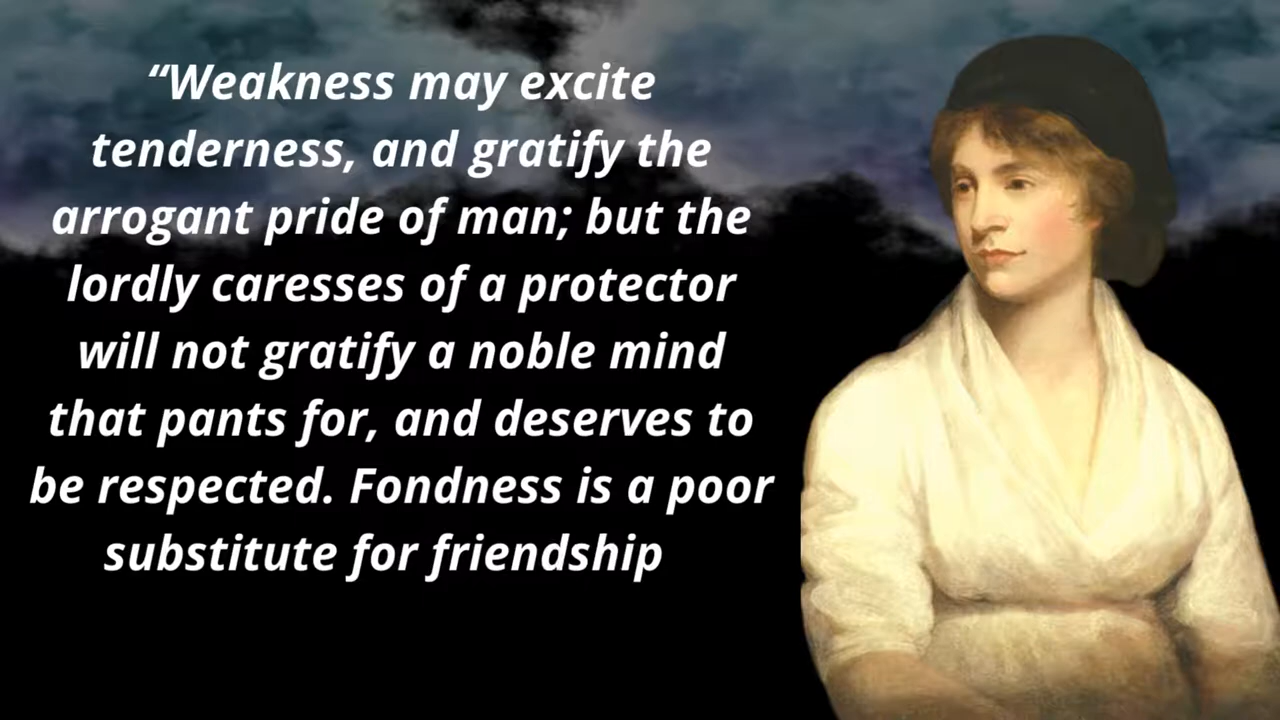 “Weakness may excite
tenderness, and gratify the
arrogant pride of man; but the
lordly caresses of a protector
will not gratify a noble mind
that pants for, and deserves to
be respected. Fondness is a poor
substitute for friendship